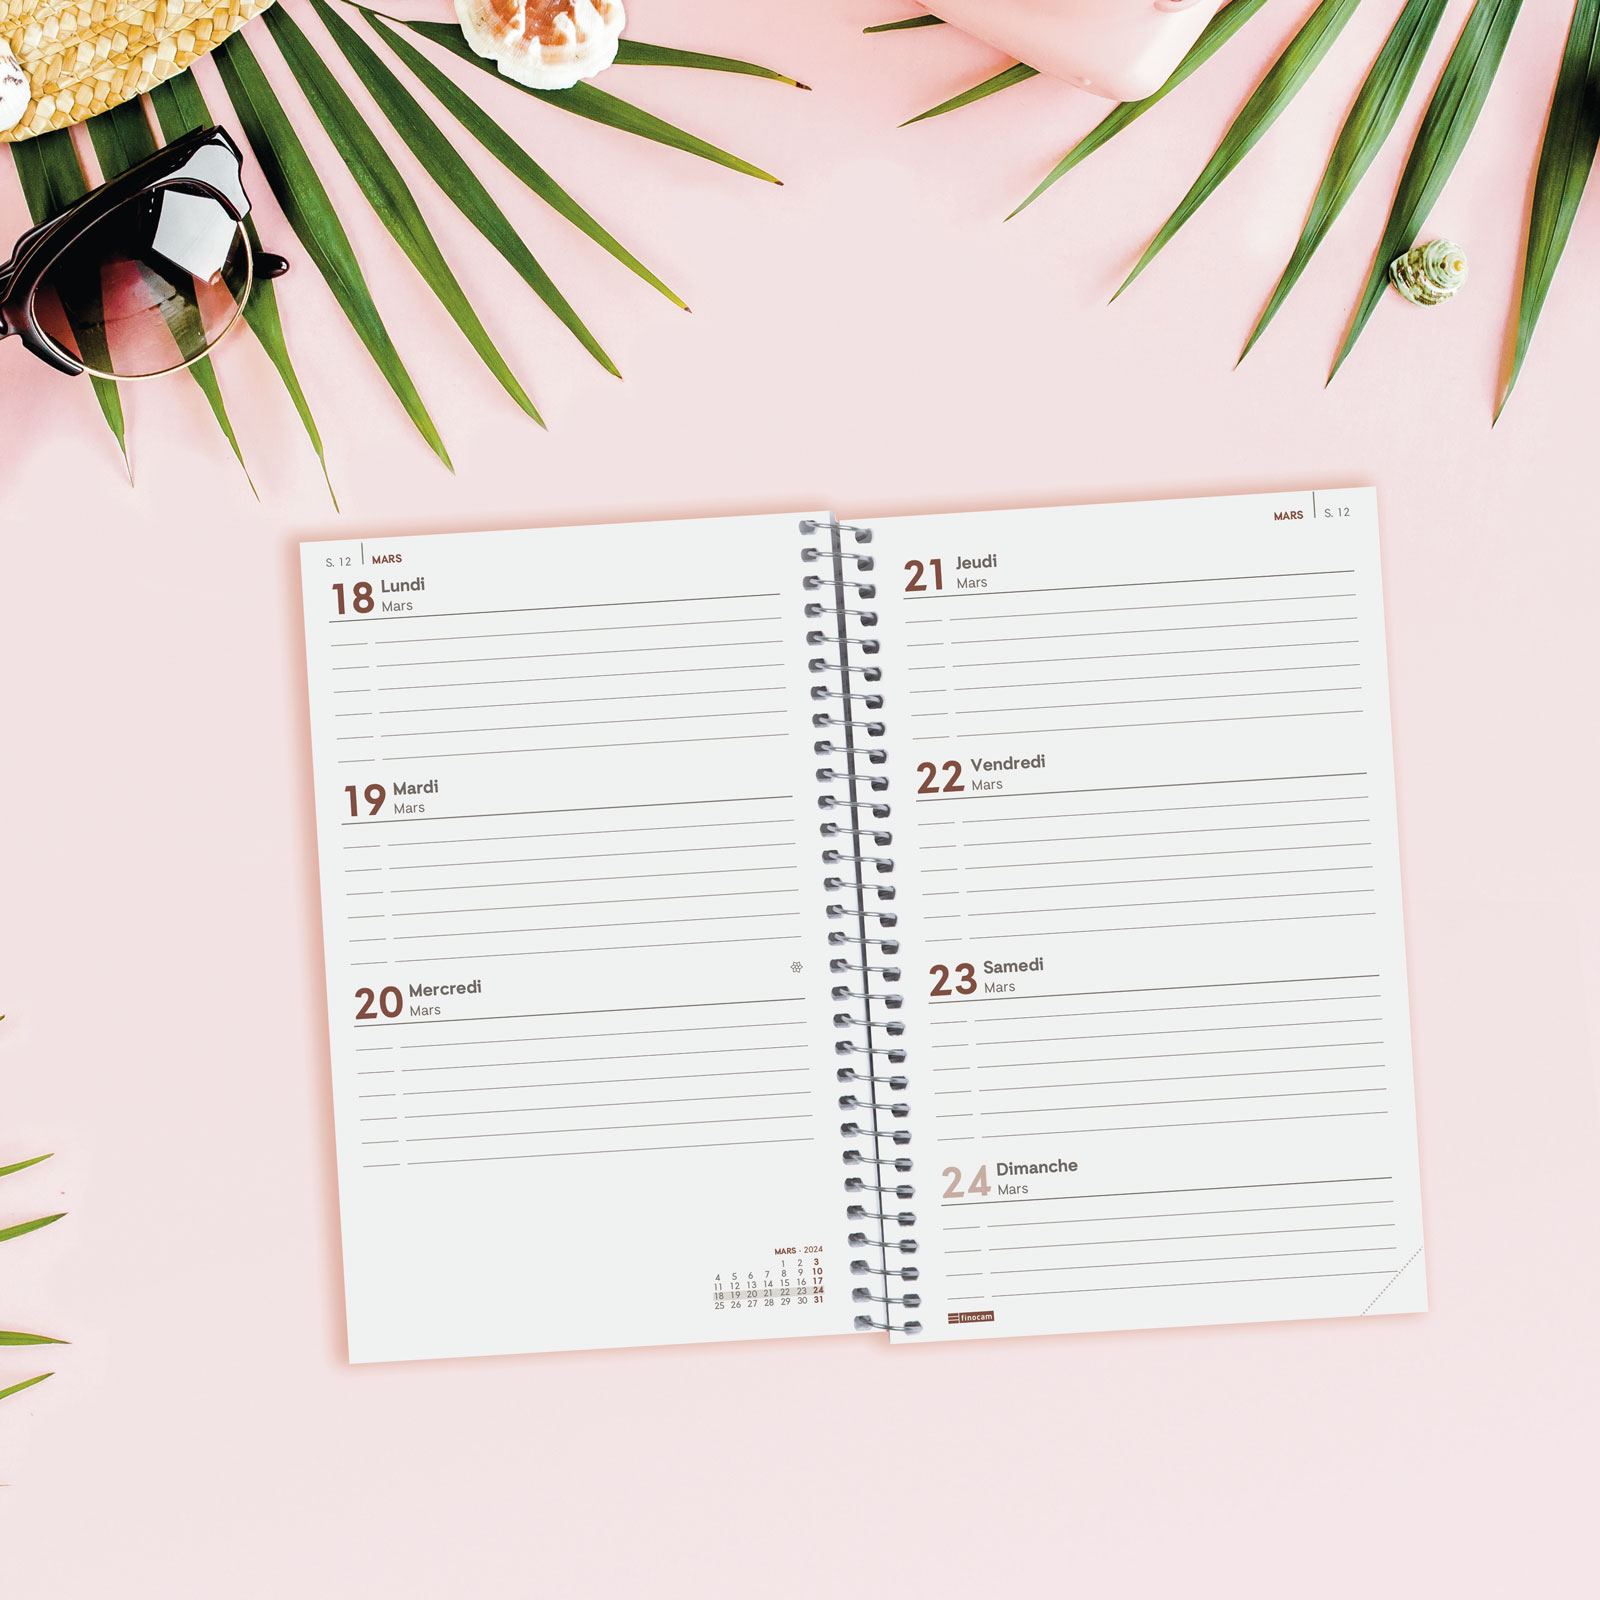 S. 12 | MARS
18 Lundi
Mars
19 Mardi
Mars
20 Mercredi
Mars
MARS - 2024
1 2 3
4 5 6 7 8 9 10
11 12 13 14 15 16 17
18 19 20 21 22 23 24
25 26 27 28 29 30 31
MARS | S. 12
21 Jeudi
Mars
22 Vendredi
Mars
23 Samedi
Mars
24 Dimanche
Mars
finocam